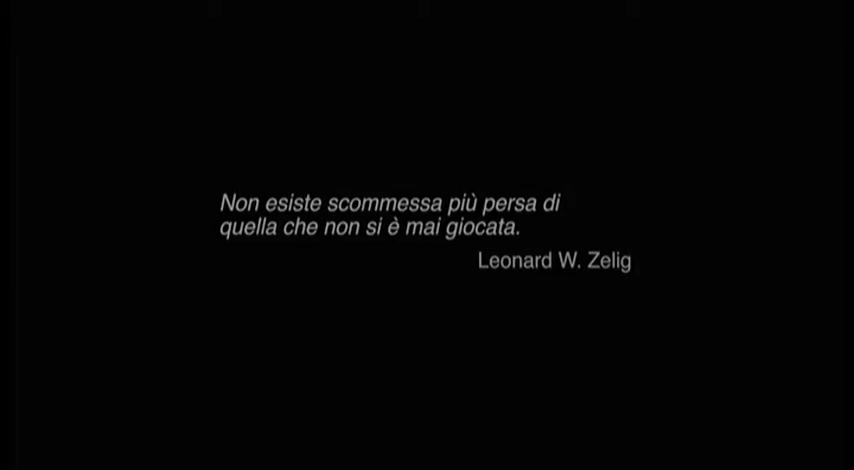 Non esiste scommessa più persa di
quella che non si è mai giocata.
Leonard W. Zelig